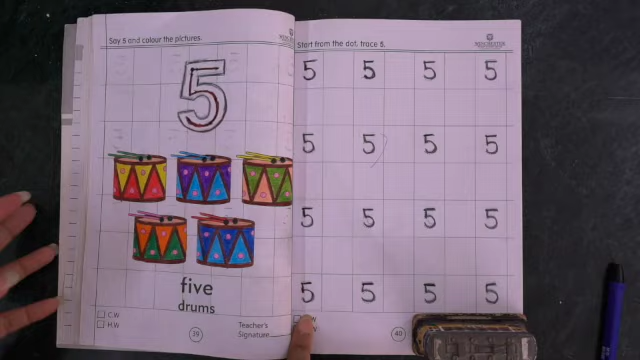 Say 5 and colour the pictures.
5
five
drums
C.W
H.W
39
Teacher's
Signature
Start from the dot, trace 5.
5 5 5 5
5 5 5 5
5 5 5 5
5 5 5 5
40